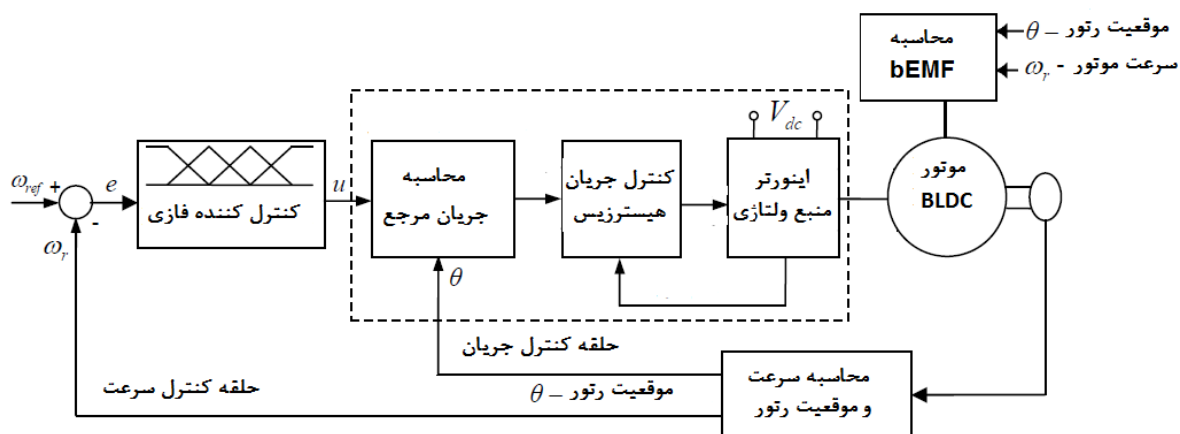 محاسبه
bEMF
θ – موقعیت رتور
ω_r - سرعت موتور
V_dc
ω_ref +
-
e
کنترل کننده فازی
u
محاسبه
جریان مرجع
کنترل جریان
هیسترزیس
اینورتر
منبع ولتاژی
موتور
BLDC
ω_r
θ
حلقه کنترل جریان
حلقه کنترل سرعت
θ – موقعیت رتور
محاسبه سرعت
و موقعیت رتور